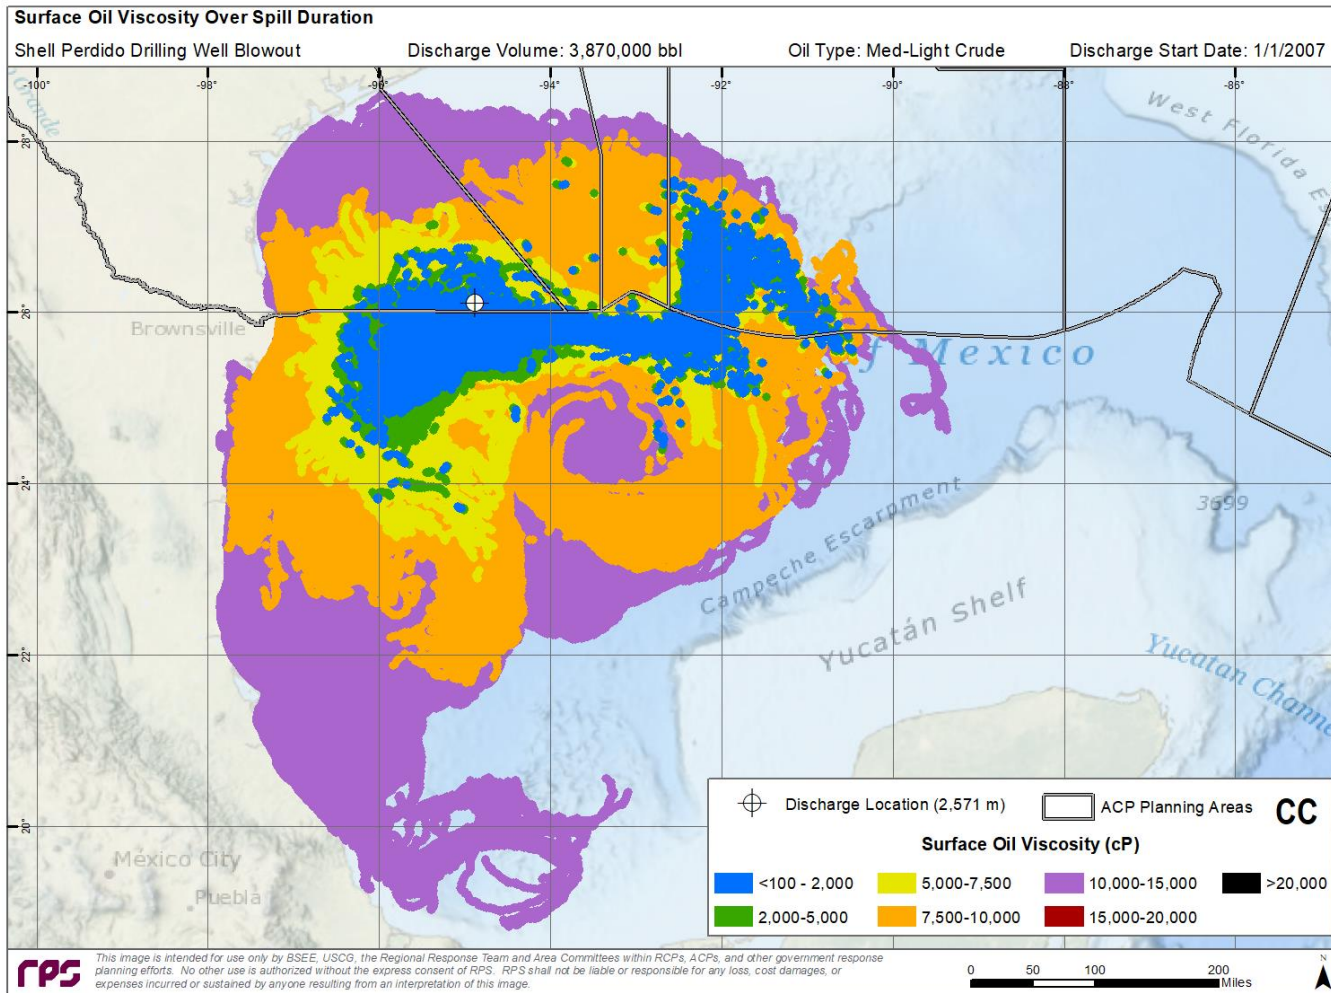 Surface Oil Viscosity Over Spill Duration
Shell Perdido Drilling Well Blowout Discharge Volume: 3,870,000 bbl Oil Type: Med-Light Crude Discharge Start Date: 1/1/2007
-100° -98° -96° -94° -92° -90° -88° -86°
Grande
West Florida Es
28°
26°
Brownsville
f Mexico
24°
Campeche Escarpment
3699
Yucatán Shelf
22°
Yucatan Channe
20°
México City
Puebla
Discharge Location (2,571 m) ACP Planning Areas CC
Surface Oil Viscosity (cP)
<100 - 2,000 5,000-7,500 10,000-15,000 >20,000
2,000-5,000 7,500-10,000 15,000-20,000
rps
This image is intended for use only by BSEE, USCG, the Regional Response Team and Area Committees within RCPs, ACPs, and other government response
planning efforts. No other use is authorized without the express consent of RPS. RPS shall not be liable or responsible for any loss, cost damages, or
expenses incurred or sustained by anyone resulting from an interpretation of this image.
0 50 100 200
Miles
N